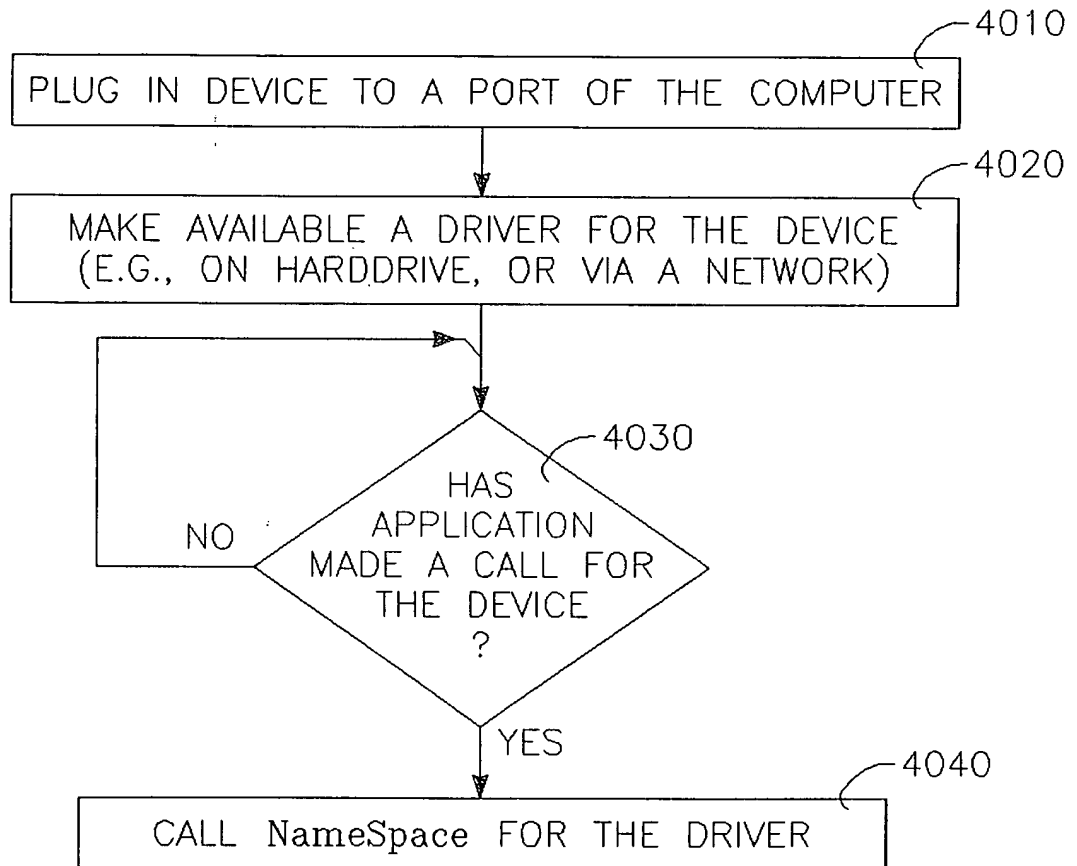 4010
PLUG IN DEVICE TO A PORT OF THE COMPUTER
4020
MAKE AVAILABLE A DRIVER FOR THE DEVICE
(E.G., ON HARDDRIVE, OR VIA A NETWORK)
4030
HAS
APPLICATION
MADE A CALL FOR
THE DEVICE
?
NO
YES
4040
CALL NameSpace FOR THE DRIVER